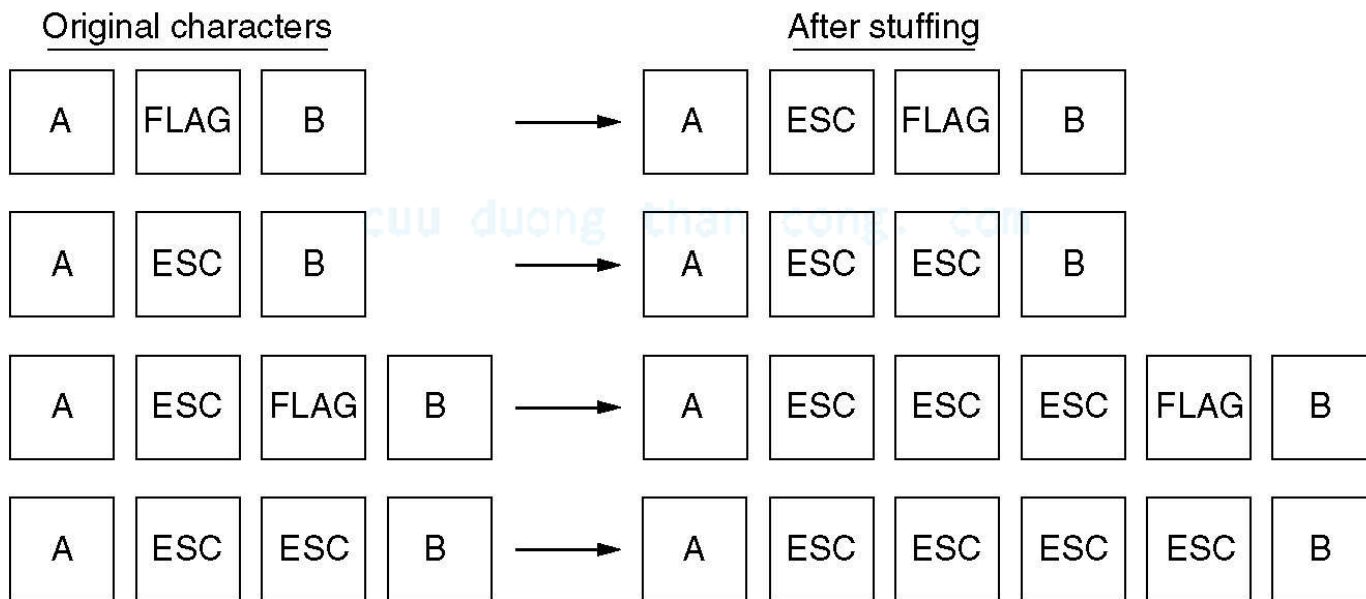 Original characters After stuffing
A FLAG B A ESC FLAG B
cuu duong than cong. com
A ESC B A ESC ESC B
A ESC FLAG B A ESC ESC ESC FLAG B
A ESC ESC B A ESC ESC ESC ESC B